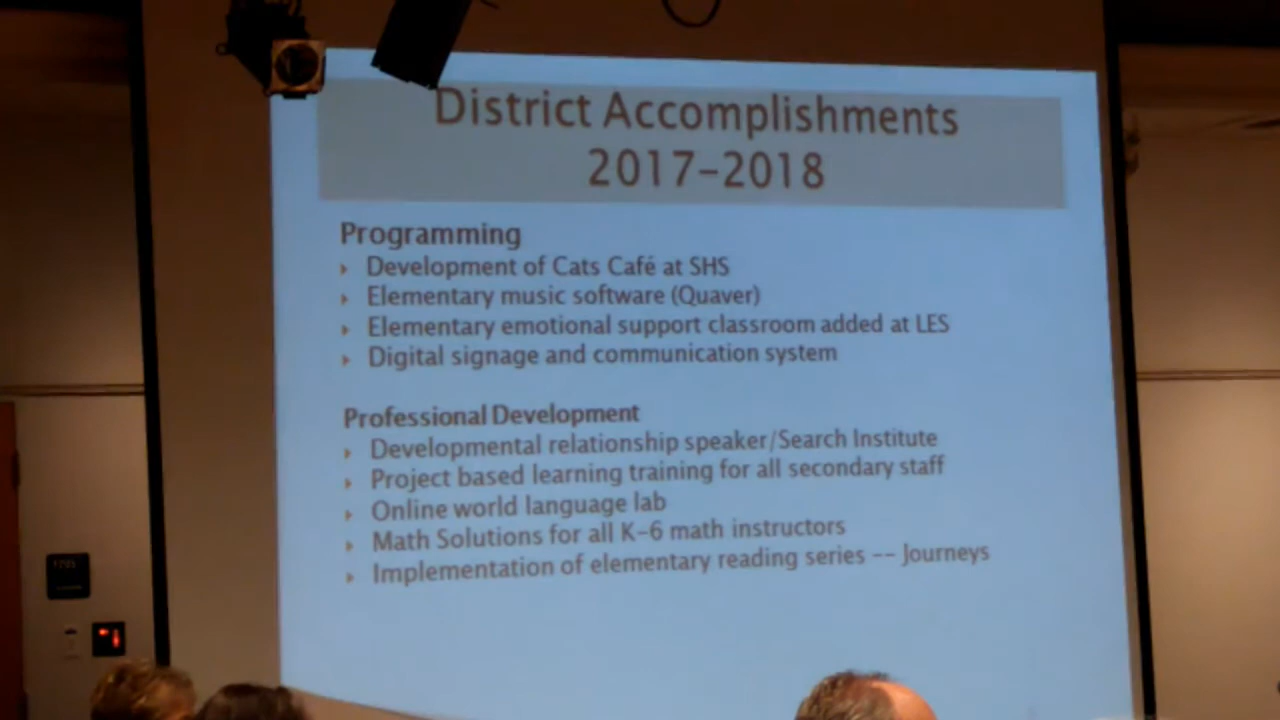 District Accomplishments
2017-2018
Programming
Development of Cats Café at SHS
Elementary music software (Quaver)
Elementary emotional support classroom added at LES
Digital signage and communication system
Professional Development
Developmental relationship speaker/Search Institute
Project based learning training for all secondary staff
Online world language lab
Math Solutions for all K-6 math instructors
Implementation of elementary reading series -- Journeys